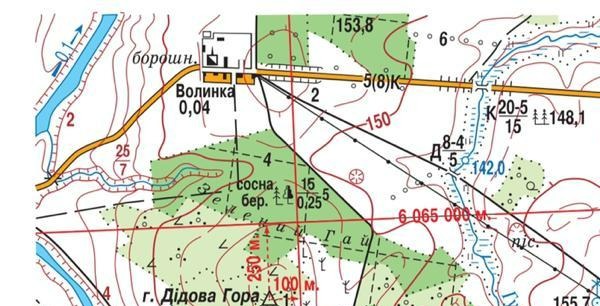 153,8
6
0,1
борошн.
5(8)К
Волинка
0,04
2
2
150
К 20-5
15
148,1
Д 8-4
5
142,0
25
7
4
сосна
бер.
15
0,25
5
Зелений Гай
6 065 000 м.
піс.
250 м.
100 м.
4
г. Дідова Гора
155,7